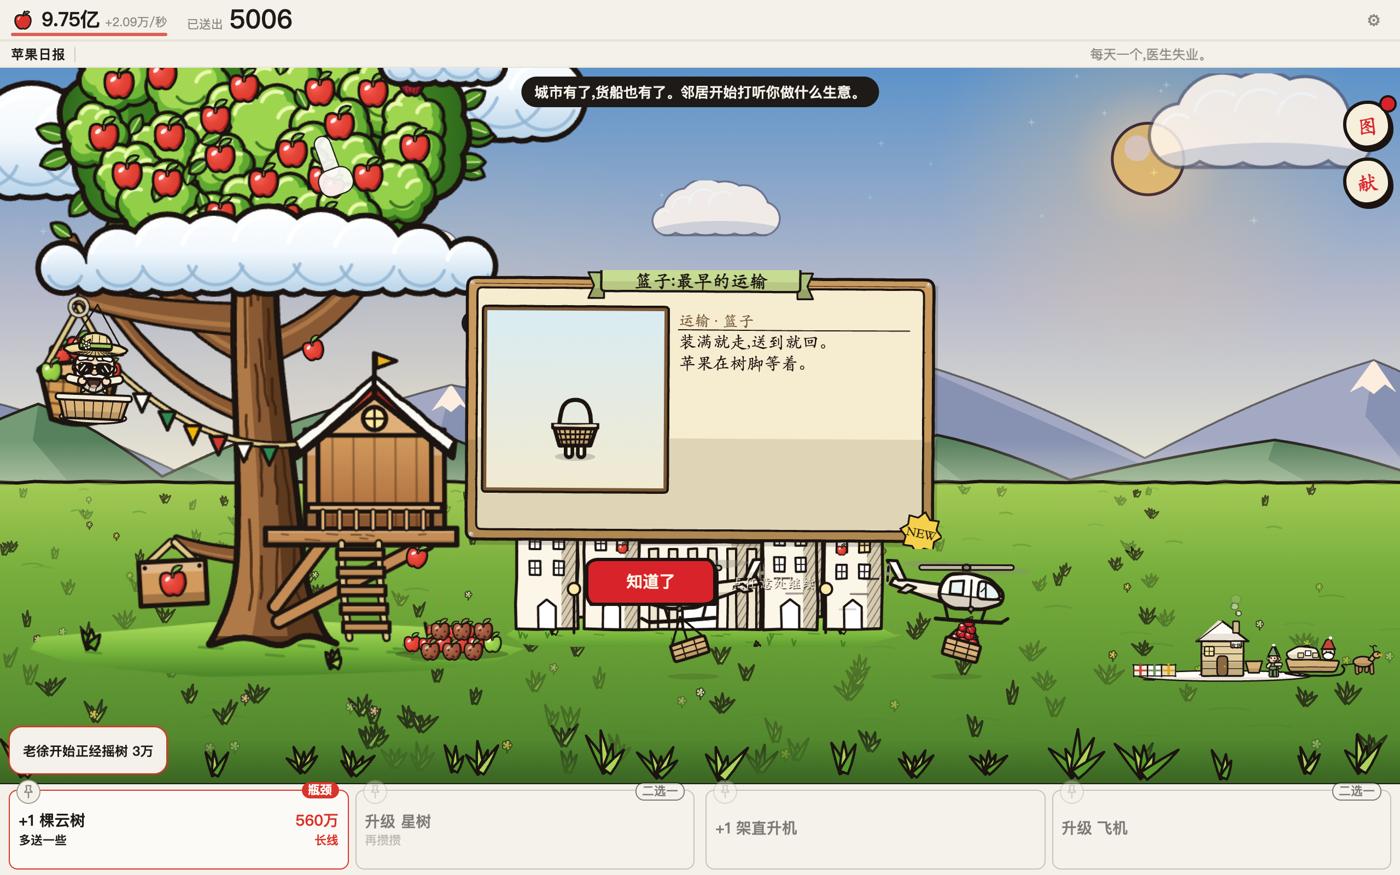 9.75亿 +2.09万/秒 已送出 5006
苹果日报
每天一个,医生失业。
城市有了,货船也有了。邻居开始打听你做什么生意。
图
献
篮子:最早的运输
运输 · 篮子
装满就走,送到就回。
苹果在树脚等着。
NEW
知道了
老徐开始正经摇树 3万
瓶颈
+1 棵云树 560万
多送一些 长线
二选一
升级 星树
再攒攒
+1 架直升机
二选一
升级 飞机